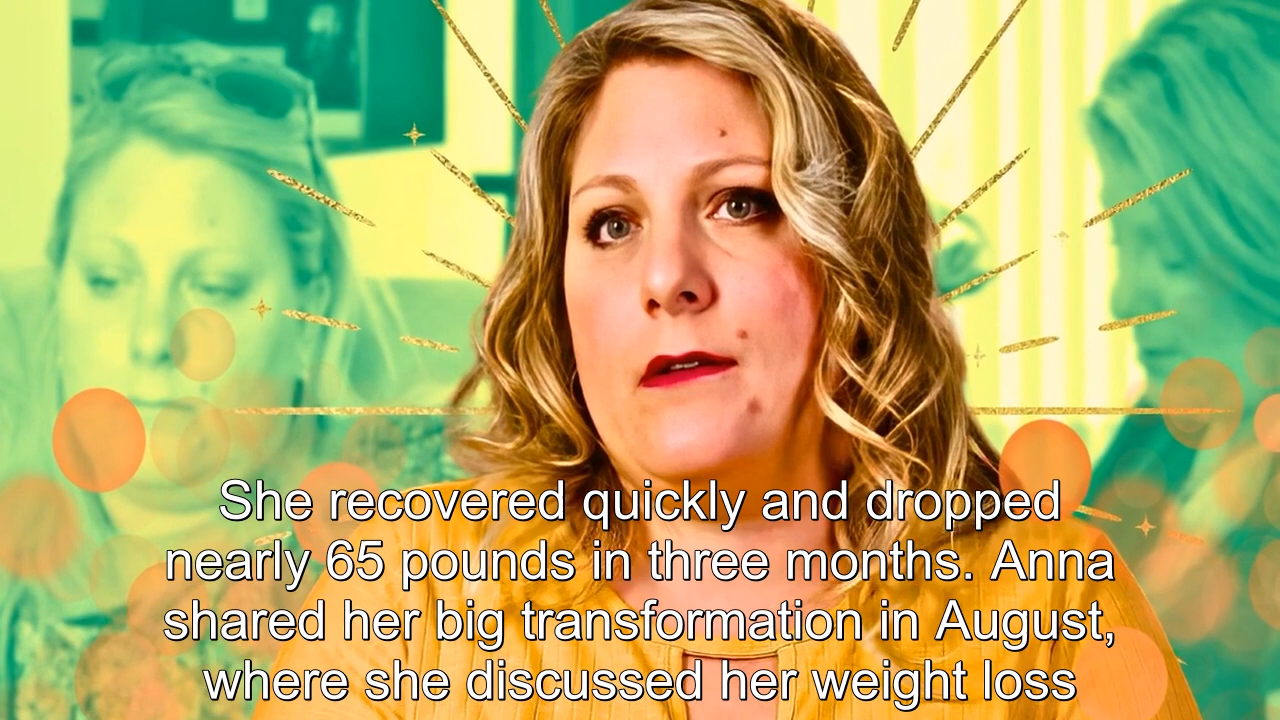 She recovered quickly and dropped
nearly 65 pounds in three months. Anna
shared her big transformation in August,
where she discussed her weight loss